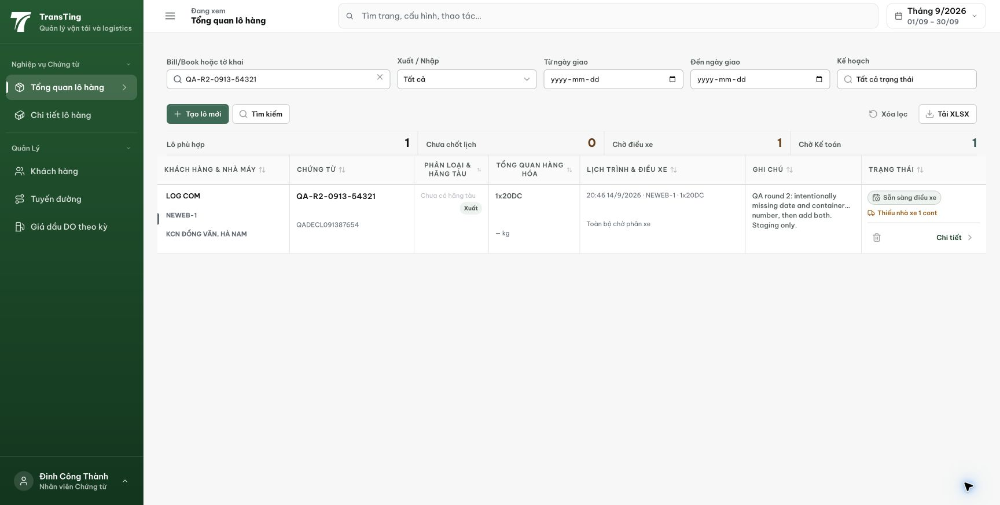 TransTing
Quản lý vận tải và logistics
Nghiệp vụ Chứng từ
Tổng quan lô hàng
Chi tiết lô hàng
Quản Lý
Khách hàng
Tuyến đường
Giá dầu DO theo kỳ
Đinh Công Thành
Nhân viên Chứng từ
Đang xem
Tổng quan lô hàng
Tìm trang, cấu hình, thao tác...
Tháng 9/2026
01/09 – 30/09
Bill/Book hoặc tờ khai
Xuất / Nhập
Từ ngày giao
Đến ngày giao
Kế hoạch
QA-R2-0913-54321
Tất cả
yyyy-mm-dd
yyyy-mm-dd
Tất cả trạng thái
Tạo lô mới
Tìm kiếm
Xóa lọc
Tải XLSX
Lô phù hợp 1
Chưa chốt lịch 0
Chờ điều xe 1
Chờ Kế toán 1
KHÁCH HÀNG & NHÀ MÁY
CHỨNG TỪ
PHÂN LOẠI &
HÃNG TÀU
TỔNG QUAN HÀNG
HÓA
LỊCH TRÌNH & ĐIỀU XE
GHI CHÚ
TRẠNG THÁI
LOG COM
NEWEB-1
KCN ĐỒNG VĂN, HÀ NAM
QA-R2-0913-54321
QADECL091387654
Chưa có hãng tàu
Xuất
1x20DC
— kg
20:46 14/9/2026 · NEWEB-1 · 1x20DC
Toàn bộ chờ phân xe
QA round 2: intentionally
missing date and container...
number, then add both.
Staging only.
Sẵn sàng điều xe
Thiếu nhà xe 1 cont
Chi tiết